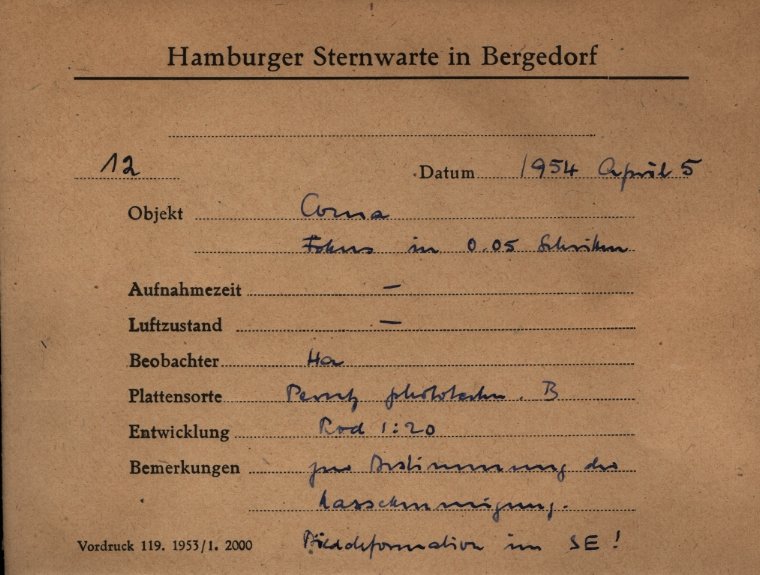 Hamburger Sternwarte in Bergedorf
12 Datum 1954 April 5
Objekt Coma
Fokus in 0.05 Schritten
Aufnahmezeit –
Luftzustand –
Beobachter Ha
Plattensorte Perutz phototechn. B
Entwicklung Rod 1:20
Bemerkungen zur Bestimmung der
Kassettenneigung.
Vordruck 119. 1953/1. 2000 Bilddeformation im SE!